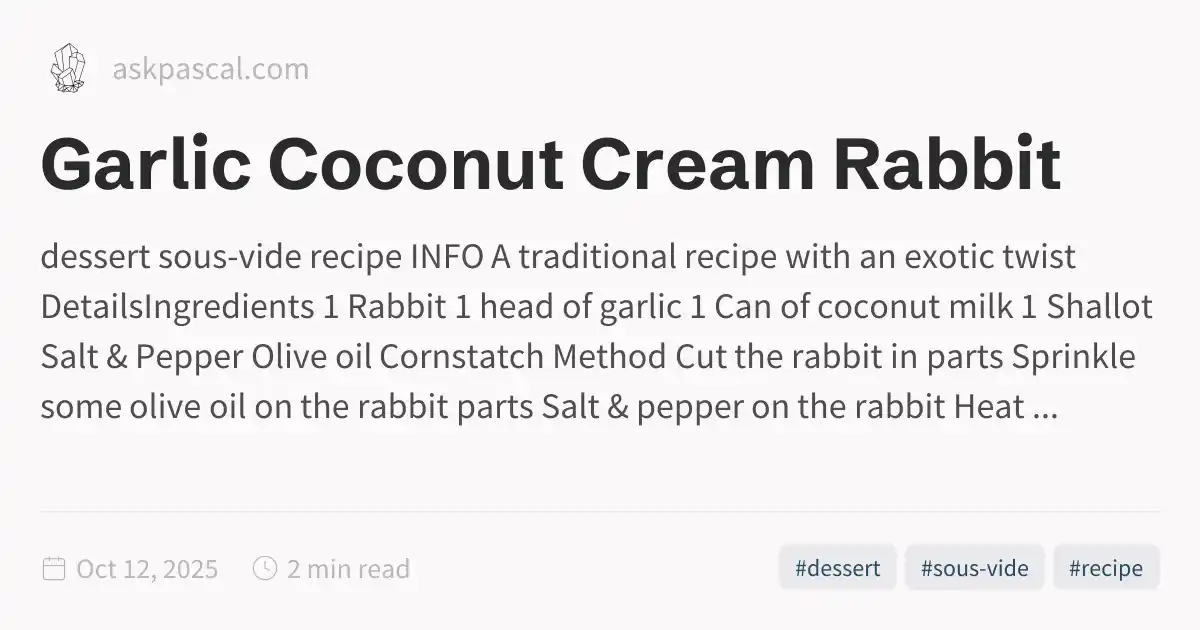 askpascal.com
Garlic Coconut Cream Rabbit
dessert sous-vide recipe INFO A traditional recipe with an exotic twist
DetailsIngredients 1 Rabbit 1 head of garlic 1 Can of coconut milk 1 Shallot
Salt & Pepper Olive oil Cornstatch Method Cut the rabbit in parts Sprinkle
some olive oil on the rabbit parts Salt & pepper on the rabbit Heat ...
Oct 12, 2025 2 min read #dessert #sous-vide #recipe